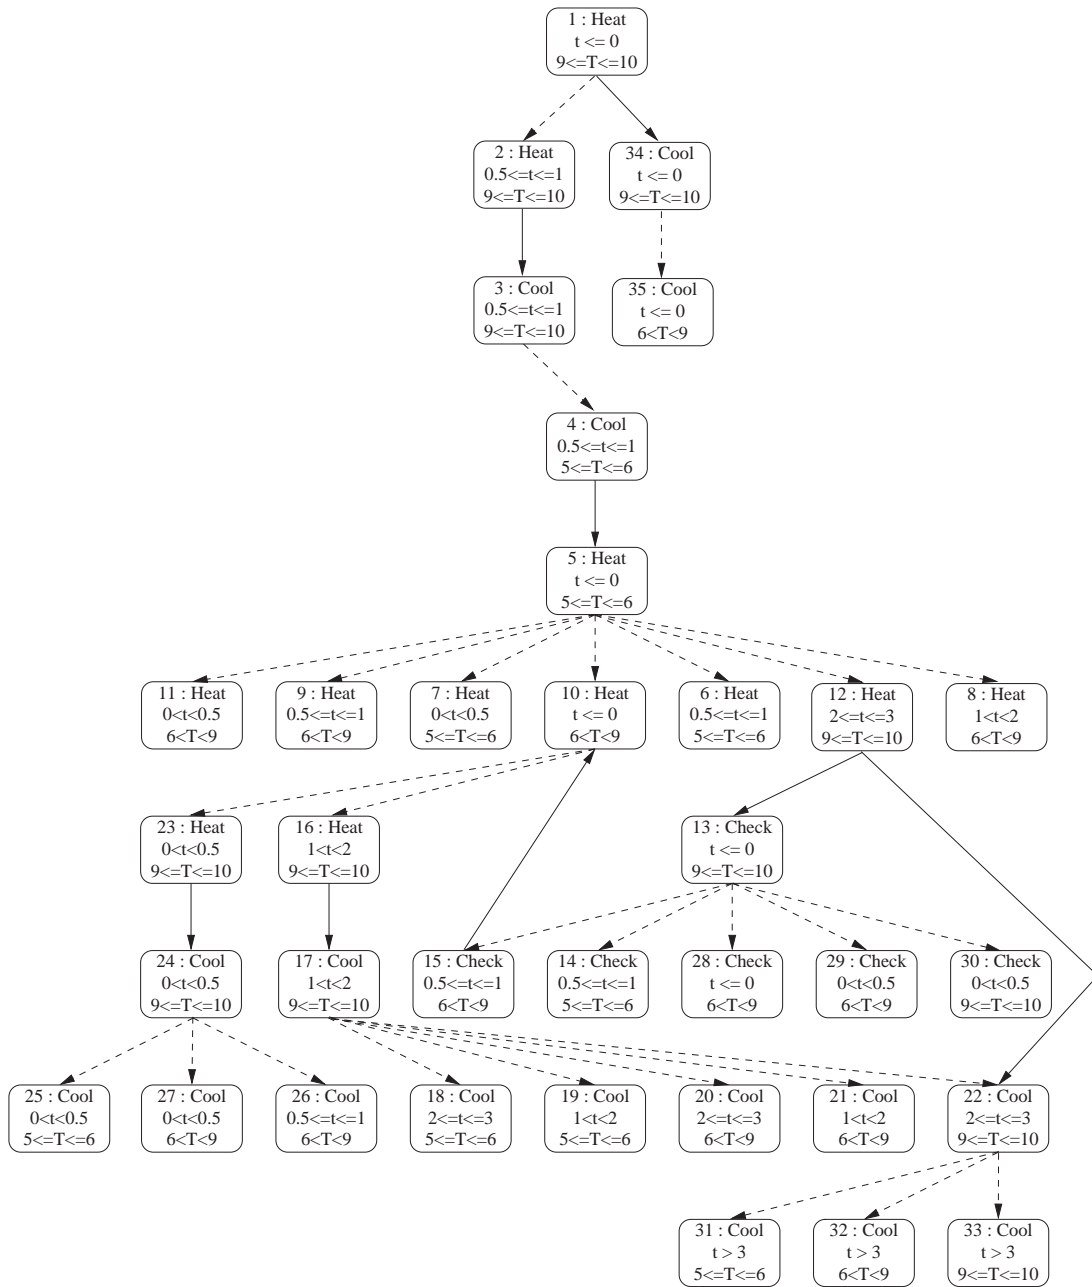 1 : Heat
t <= 0
9<=T<=10
2 : Heat
0.5<=t<=1
9<=T<=10
34 : Cool
t <= 0
9<=T<=10
3 : Cool
0.5<=t<=1
9<=T<=10
35 : Cool
t <= 0
6<T<9
4 : Cool
0.5<=t<=1
5<=T<=6
5 : Heat
t <= 0
5<=T<=6
11 : Heat
0<t<0.5
6<T<9
9 : Heat
0.5<=t<=1
6<T<9
7 : Heat
0<t<0.5
5<=T<=6
10 : Heat
t <= 0
6<T<9
6 : Heat
0.5<=t<=1
5<=T<=6
12 : Heat
2<=t<=3
9<=T<=10
8 : Heat
1<t<2
6<T<9
23 : Heat
0<t<0.5
9<=T<=10
16 : Heat
1<t<2
9<=T<=10
13 : Check
t <= 0
9<=T<=10
24 : Cool
0<t<0.5
9<=T<=10
17 : Cool
1<t<2
9<=T<=10
15 : Check
0.5<=t<=1
6<T<9
14 : Check
0.5<=t<=1
5<=T<=6
28 : Check
t <= 0
6<T<9
29 : Check
0<t<0.5
6<T<9
30 : Check
0<t<0.5
9<=T<=10
25 : Cool
0<t<0.5
5<=T<=6
27 : Cool
0<t<0.5
6<T<9
26 : Cool
0.5<=t<=1
6<T<9
18 : Cool
2<=t<=3
5<=T<=6
19 : Cool
1<t<2
5<=T<=6
20 : Cool
2<=t<=3
6<T<9
21 : Cool
1<t<2
6<T<9
22 : Cool
2<=t<=3
9<=T<=10
31 : Cool
t > 3
5<=T<=6
32 : Cool
t > 3
6<T<9
33 : Cool
t > 3
9<=T<=10